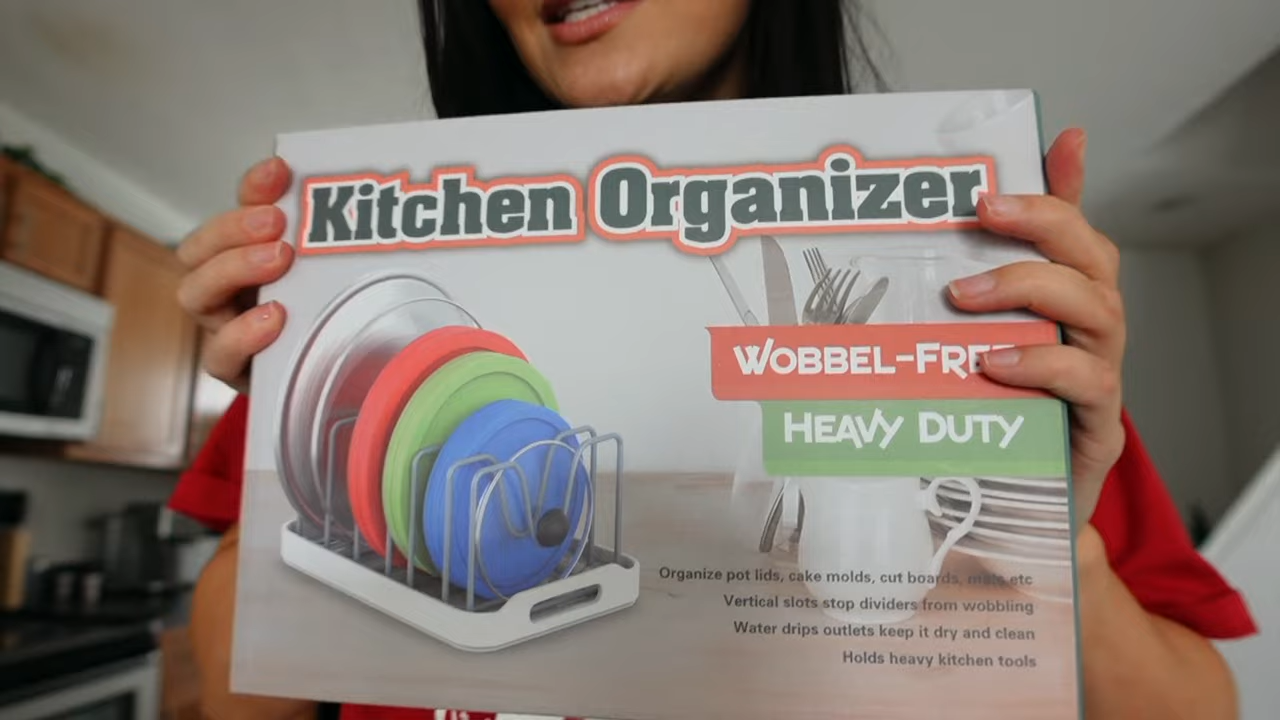 Kitchen Organizer
WOBBEL-FREE
HEAVY DUTY
Organize pot lids, cake molds, cut boards, mats, etc
Vertical slots stop dividers from wobbling
Water drips outlets keep it dry and clean
Holds heavy kitchen tools